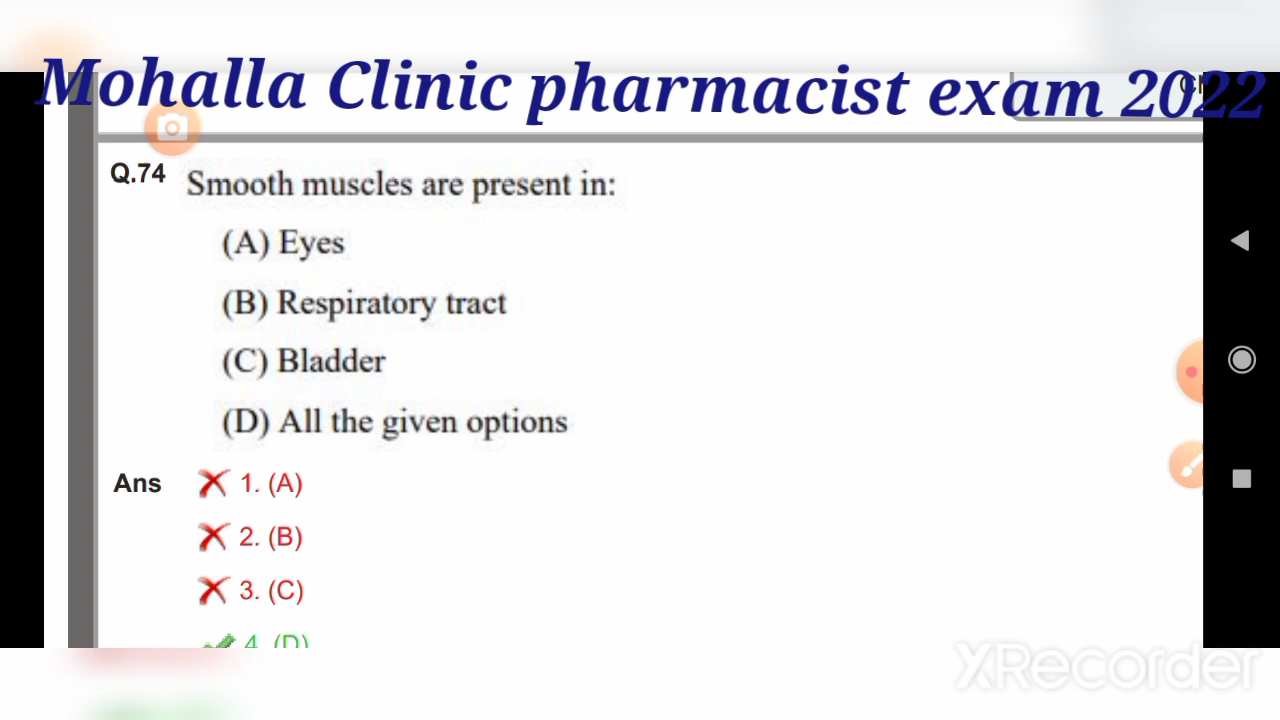 Mohalla Clinic pharmacist exam 2022
Q.74 Smooth muscles are present in:
(A) Eyes
(B) Respiratory tract
(C) Bladder
(D) All the given options
Ans 1. (A)
2. (B)
3. (C)
4. (D)
XRecorder